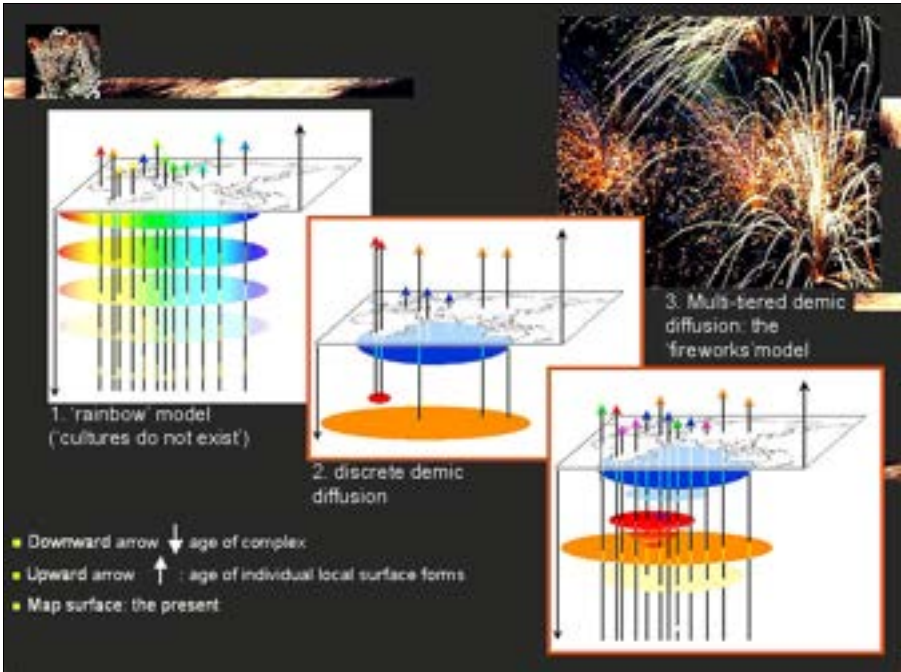 1. 'rainbow' model
('cultures do not exist')
2. discrete demic
diffusion
3. Multi-tiered demic
diffusion: the
'fireworks' model
Downward arrow : age of complex
Upward arrow : age of individual local surface forms
Map surface: the present